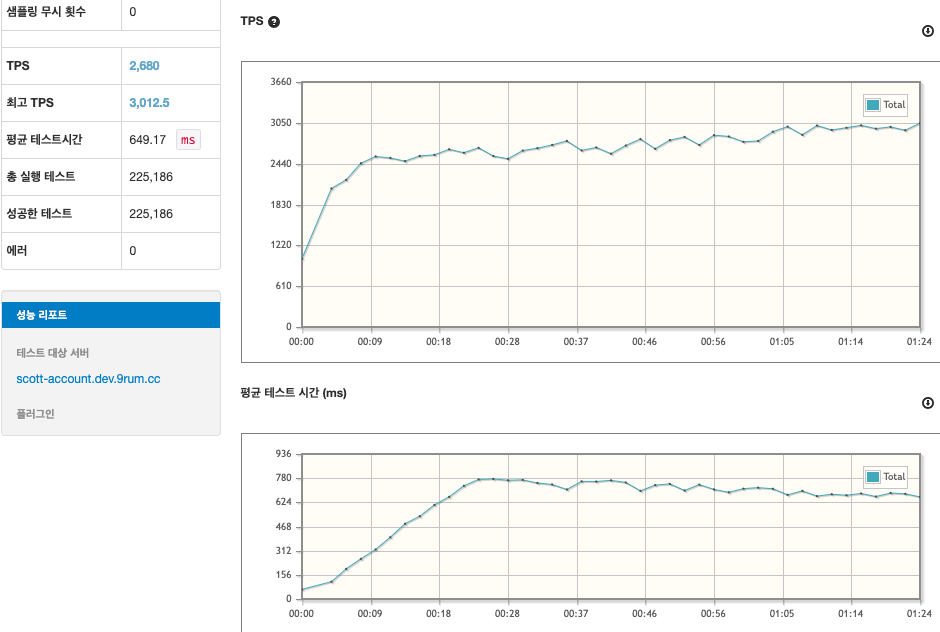 샘플링 무시 횟수 0
TPS 2,680
최고 TPS 3,012.5
평균 테스트시간 649.17 ms
총 실행 테스트 225,186
성공한 테스트 225,186
에러 0
성능 리포트
테스트 대상 서버
scott-account.dev.9rum.cc
플러그인
TPS ?
3660
3050
2440
1830
1220
610
0
Total
00:00 00:09 00:18 00:28 00:37 00:46 00:56 01:05 01:14 01:24
평균 테스트 시간 (ms)
936
780
624
468
312
156
0
Total
00:00 00:09 00:18 00:28 00:37 00:46 00:56 01:05 01:14 01:24